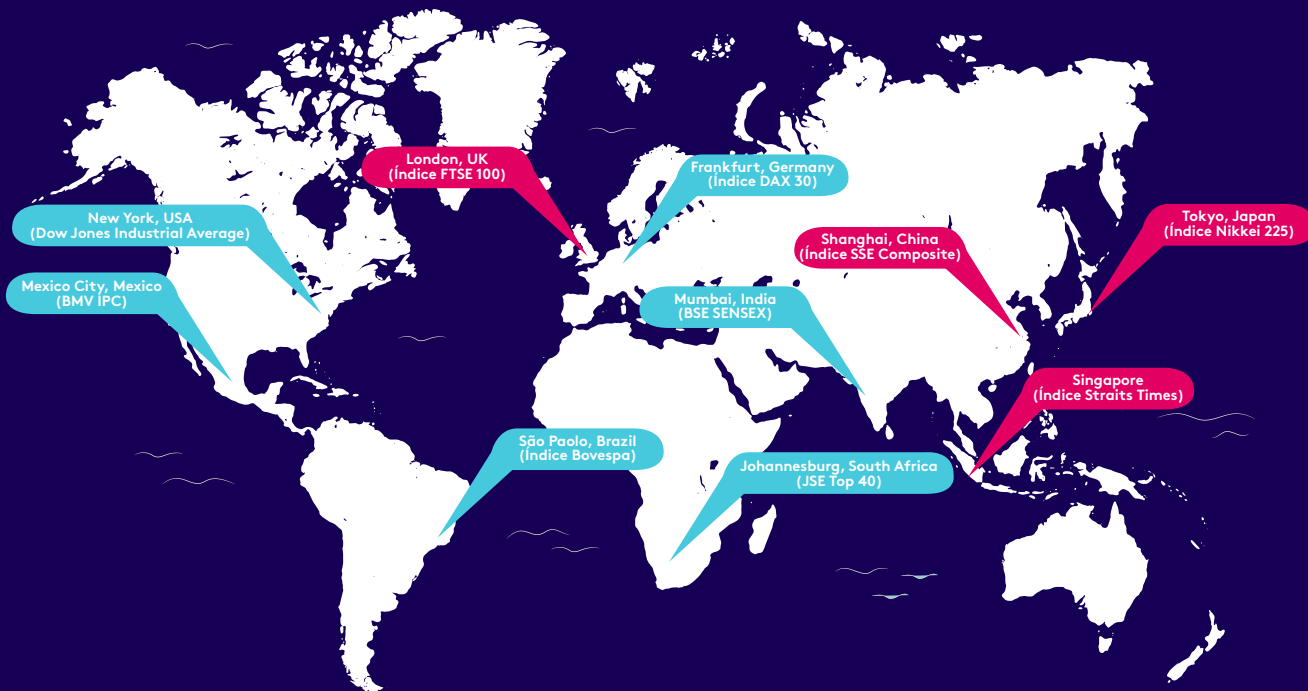 London, UK
(Índice FTSE 100)
Frankfurt, Germany
(Índice DAX 30)
New York, USA
(Dow Jones Industrial Average)
Tokyo, Japan
(Índice Nikkei 225)
Shanghai, China
(Índice SSE Composite)
Mexico City, Mexico
(BMV IPC)
Mumbai, India
(BSE SENSEX)
Singapore
(Índice Straits Times)
São Paolo, Brazil
(Índice Bovespa)
Johannesburg, South Africa
(JSE Top 40)